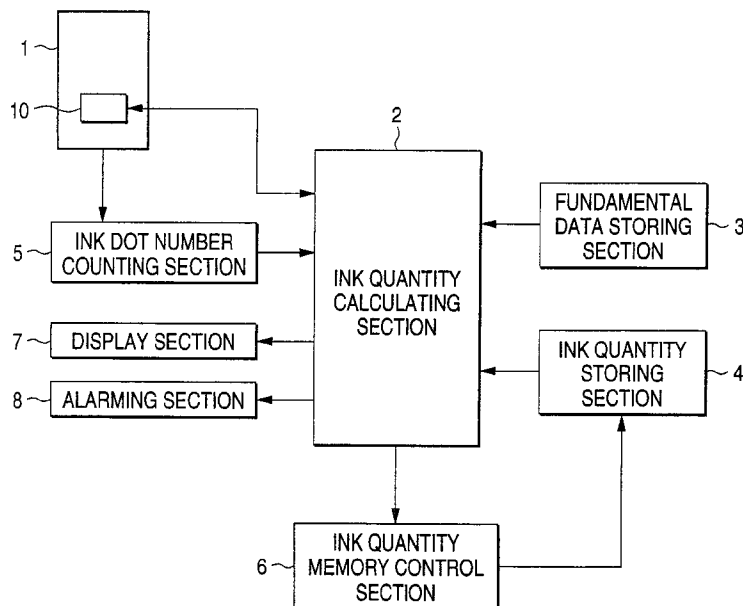 1
10
2
INK DOT NUMBER
COUNTING SECTION
5
FUNDAMENTAL
DATA STORING
SECTION
3
INK QUANTITY
CALCULATING
SECTION
DISPLAY SECTION
7
ALARMING SECTION
8
INK QUANTITY
STORING
SECTION
4
INK QUANTITY
MEMORY CONTROL
SECTION
6